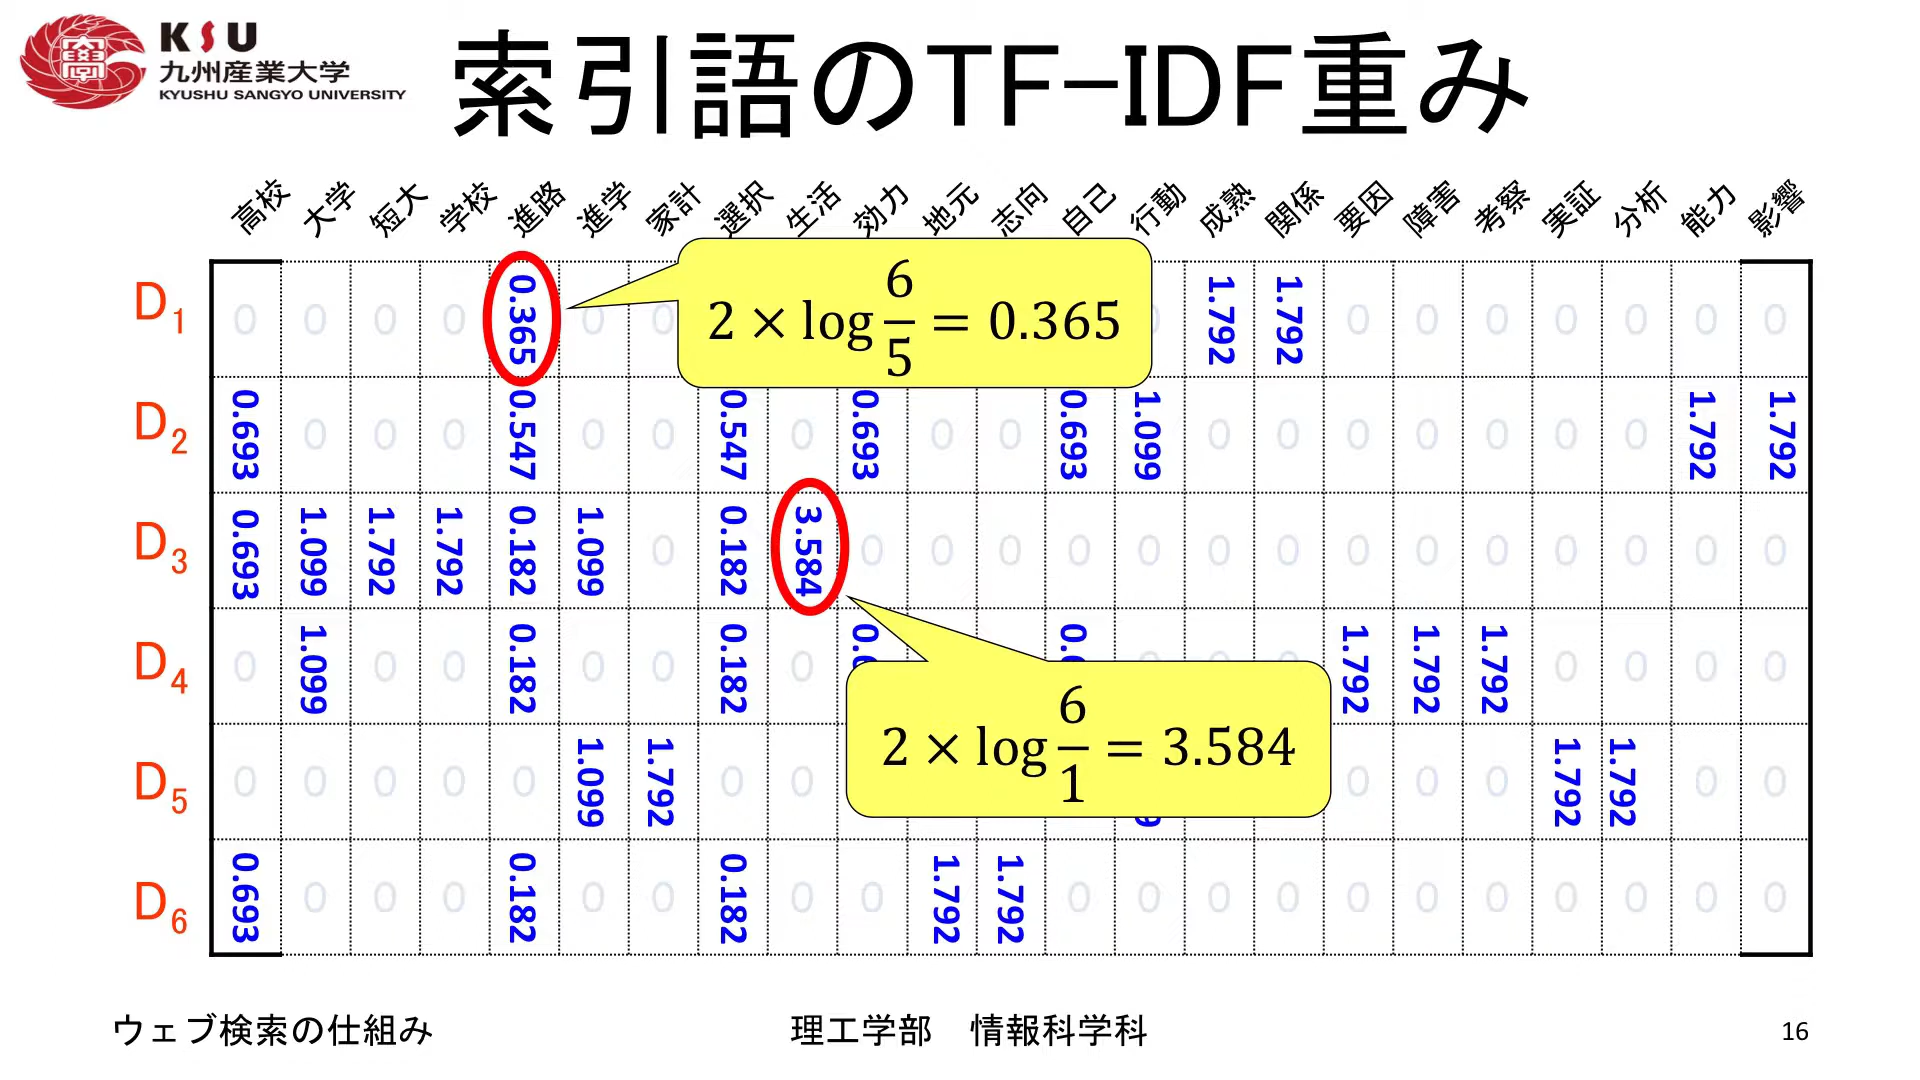 KSU
九州産業大学
KYUSHU SANGYO UNIVERSITY
索引語のTF-IDF重み
高校 大学 短大 学校 進路 進学 家計 選択 生活 効力 地元 志向 自己 行動 成熟 関係 要因 障害 考察 実証 分析 能力 影響
D1 0 0 0 0 0.365 0 0 1.792 1.792 0 0 0 0 0 0 0
2 × log 6/5 = 0.365
D2 0.693 0 0 0 0.547 0 0 0.547 0 0.693 0 0 0.693 1.099 0 0 0 0 0 0 0 1.792 1.792
D3 0.693 1.099 1.792 1.792 0.182 1.099 0 0.182 3.584 0 0 0 0 0 0 0 0 0 0 0 0 0 0
D4 0 1.099 0 0 0.182 0 0 0.182 0 1.792 1.792 1.792 0 0 0 0
2 × log 6/1 = 3.584
D5 0 0 0 0 0 1.099 1.792 0 0 0 0 0 1.792 1.792 0 0
D6 0.693 0 0 0 0.182 0 0 0.182 0 0 1.792 1.792 0 0 0 0 0 0 0 0 0 0 0
ウェブ検索の仕組み
理工学部 情報科学科
16